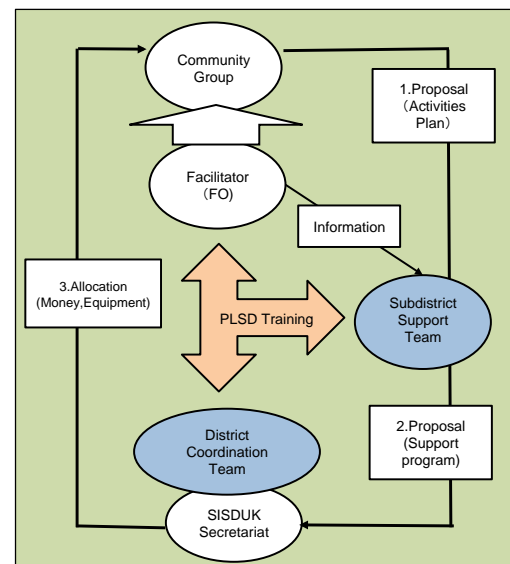 Community
Group
1.Proposal
（Activities
Plan）
Facilitator
（FO）
Information
3.Allocation
(Money,Equipment)
PLSD Training
Subdistrict
Support
Team
District
Coordination
Team
2.Proposal
(Support
program)
SISDUK
Secretariat